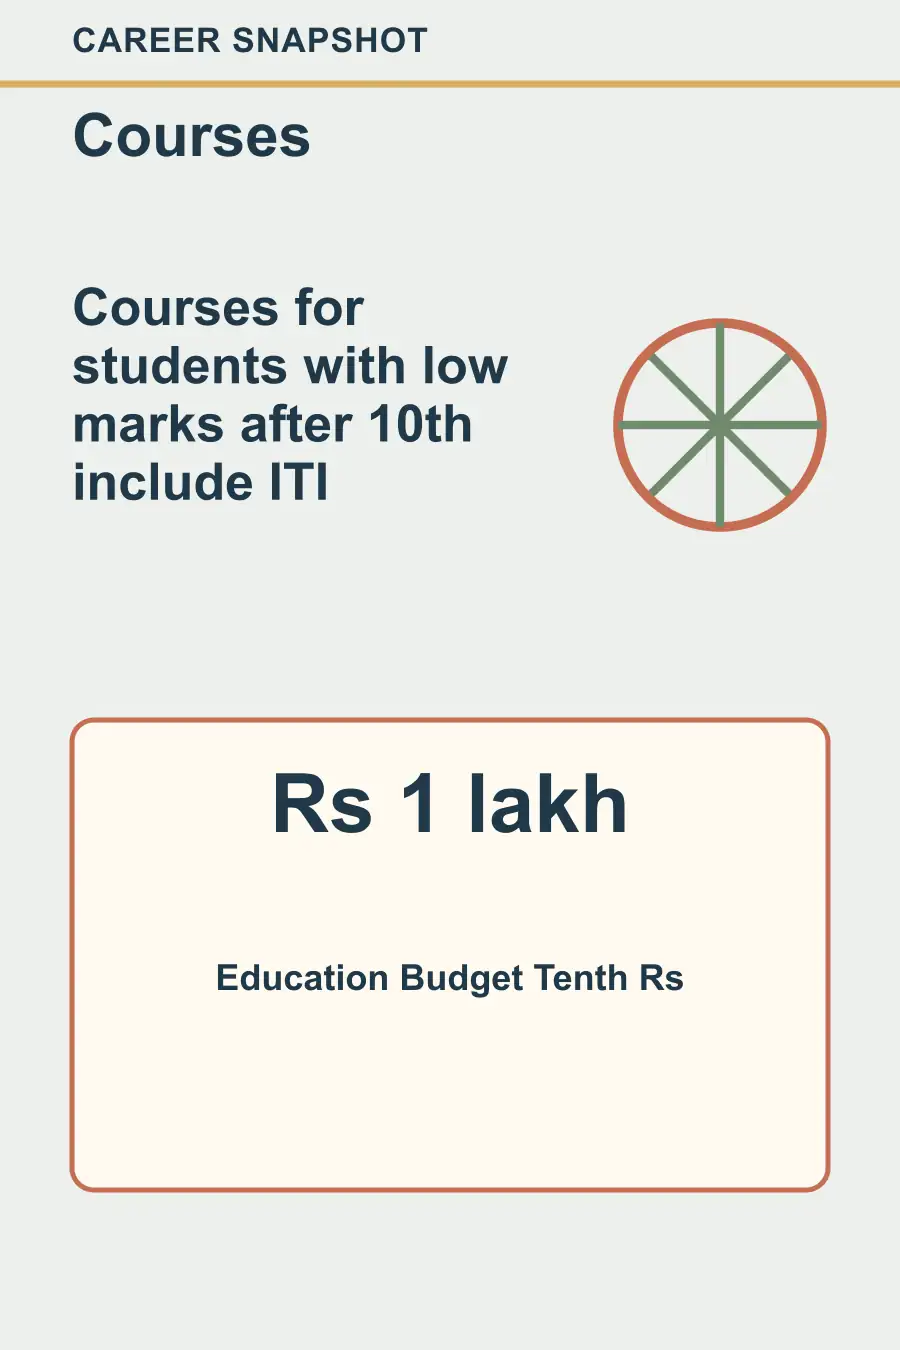 CAREER SNAPSHOT
Courses
Courses for
students with low
marks after 10th
include ITI
Rs 1 lakh
Education Budget Tenth Rs